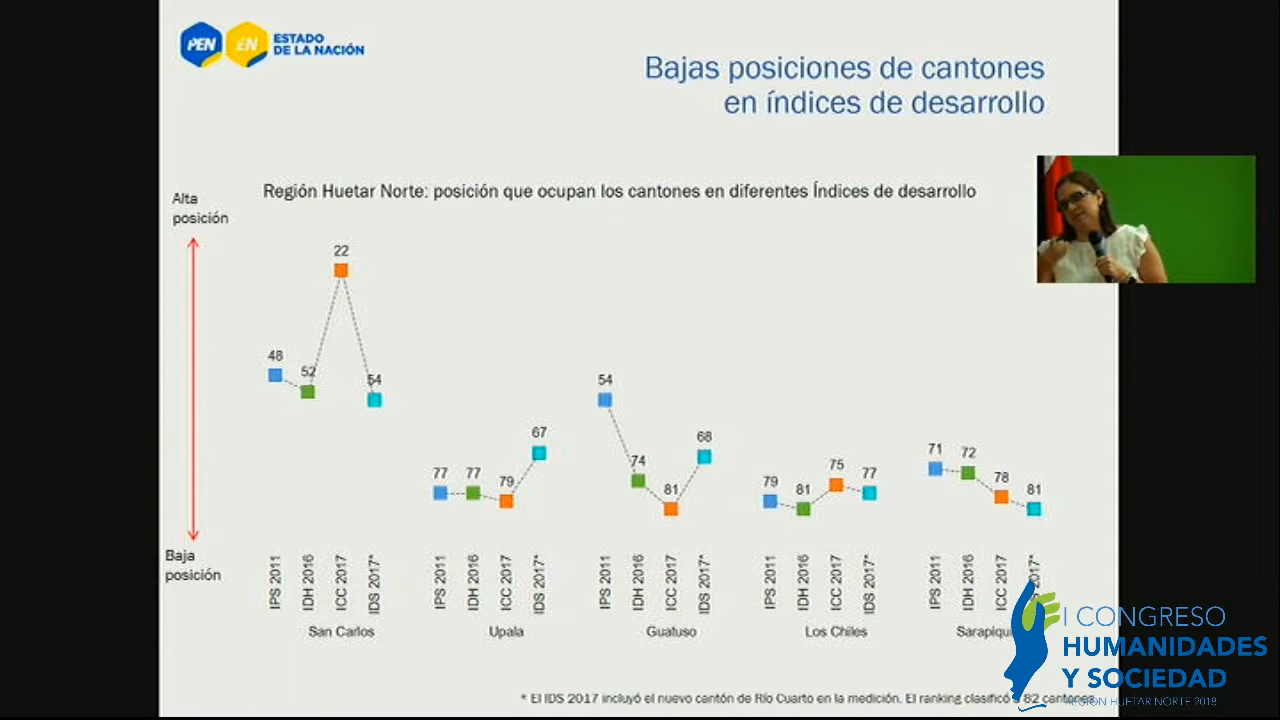 PEN EN ESTADO
DE LA NACIÓN
Bajas posiciones de cantones
en índices de desarrollo
Alta
posición
Región Huetar Norte: posición que ocupan los cantones en diferentes Índices de desarrollo
22
48
52
54
77
77
79
67
54
74
81
68
79
81
75
77
71
72
78
81
Baja
posición
IPS 2011
IDH 2016
ICC 2017
IDS 2017*
IPS 2011
IDH 2016
ICC 2017
IDS 2017*
IPS 2011
IDH 2016
ICC 2017
IDS 2017*
IPS 2011
IDH 2016
ICC 2017
IDS 2017*
IPS 2011
IDH 2016
ICC 2017
2017*
San Carlos
Upala
Guatuso
Los Chiles
I CONGRESO
HUMANIDADES
Y SOCIEDAD
REGIÓN HUETAR NORTE 2018
* El IDS 2017 incluyó el nuevo cantón de Río Cuarto en la medición. El ranking clasificó 82 cantones